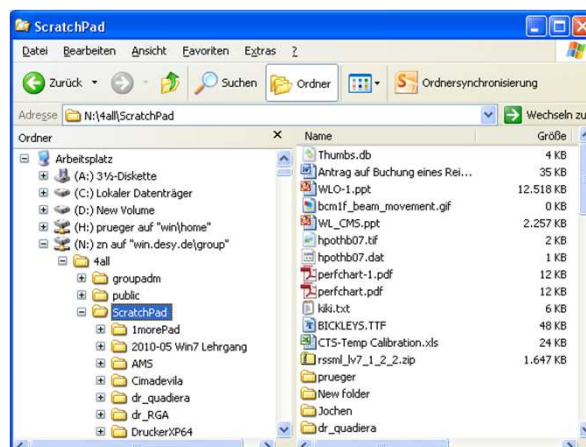 ScratchPad
Datei Bearbeiten Ansicht Favoriten Extras ?
Zurück Suchen Ordner Ordnersynchronisierung
Adresse N:\4all\ScratchPad Wechseln zu
Ordner
Arbeitsplatz
(A:) 3½-Diskette
(C:) Lokaler Datenträger
(D:) New Volume
(H:) prueger auf "win\home"
(N:) zn auf "win.desy.de\group"
4all
groupadm
public
ScratchPad
1morePad
2010-05 Win7 Lehrgang
AMS
Cimadevila
dr_quadiera
dr_RGA
DruckerXP64
Name Größe
Thumbs.db 4 KB
Antrag auf Buchung eines Rei... 35 KB
WLO-1.ppt 12.518 KB
bcm1f_beam_movement.gif 0 KB
WL_CMS.ppt 2.257 KB
hpothb07.tif 2 KB
hpothb07.dat 1 KB
perfchart-1.pdf 12 KB
perfchart.pdf 12 KB
kiki.txt 6 KB
BICKLEYS.TTF 48 KB
CTS-Temp Calibration.xls 24 KB
rssml_lv7_1_2_2.zip 1.647 KB
prueger
New folder
Jochen
dr_quadiera